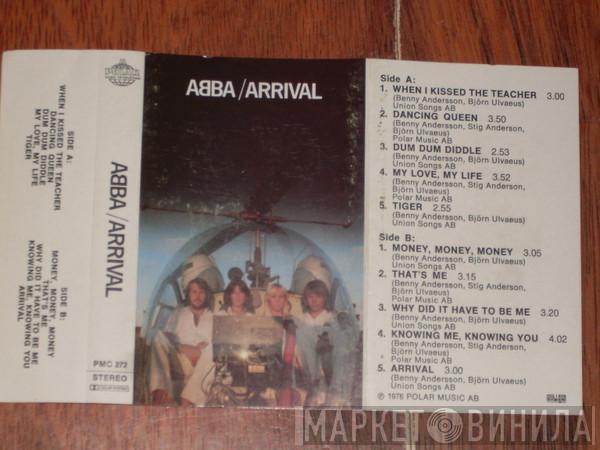 POLAR
SIDE A:
WHEN I KISSED THE TEACHER
DANCING QUEEN
DUM DUM DIDDLE
MY LOVE, MY LIFE
TIGER
SIDE B:
MONEY, MONEY, MONEY
THAT'S ME
WHY DID IT HAVE TO BE ME
KNOWING ME, KNOWING YOU
ARRIVAL
ABBA/ARRIVAL
PMC 272
STEREO
ABBA/ARRIVAL
Side A:
1. WHEN I KISSED THE TEACHER 3.00
(Benny Andersson, Björn Ulvaeus)
Union Songs AB
2. DANCING QUEEN 3.50
(Benny Andersson, Stig Anderson,
Björn Ulvaeus)
Polar Music AB
3. DUM DUM DIDDLE 2.53
(Benny Andersson, Björn Ulvaeus)
Union Songs AB
4. MY LOVE, MY LIFE 3.52
(Benny Andersson, Stig Anderson,
Björn Ulvaeus)
Polar Music AB
5. TIGER 2.55
(Benny Andersson, Björn Ulvaeus)
Union Songs AB
Side B:
1. MONEY, MONEY, MONEY 3.05
(Benny Andersson, Björn Ulvaeus)
Union Songs AB
2. THAT'S ME 3.15
(Benny Andersson, Stig Anderson,
Björn Ulvaeus)
Polar Music AB
3. WHY DID IT HAVE TO BE ME 3.20
(Benny Andersson, Björn Ulvaeus)
Union Songs AB
4. KNOWING ME, KNOWING YOU 4.02
(Benny Andersson, Stig Anderson,
Björn Ulvaeus)
Polar Music AB
5. ARRIVAL 3.00
(Benny Andersson, Björn Ulvaeus)
Union Songs AB
℗ 1976 POLAR MUSIC AB
МАРКЕТ ВИНИЛА